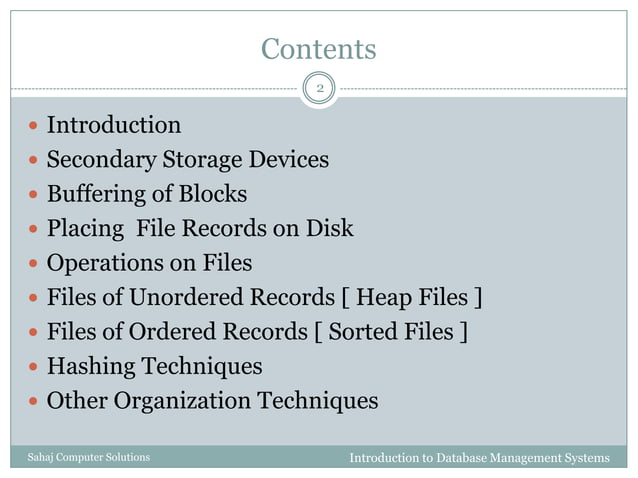 Contents
2
• Introduction
• Secondary Storage Devices
• Buffering of Blocks
• Placing  File Records on Disk
• Operations on Files
• Files of Unordered Records [ Heap Files ]
• Files of Ordered Records [ Sorted Files ]
• Hashing Techniques
• Other Organization Techniques
Sahaj Computer Solutions
Introduction to Database Management Systems